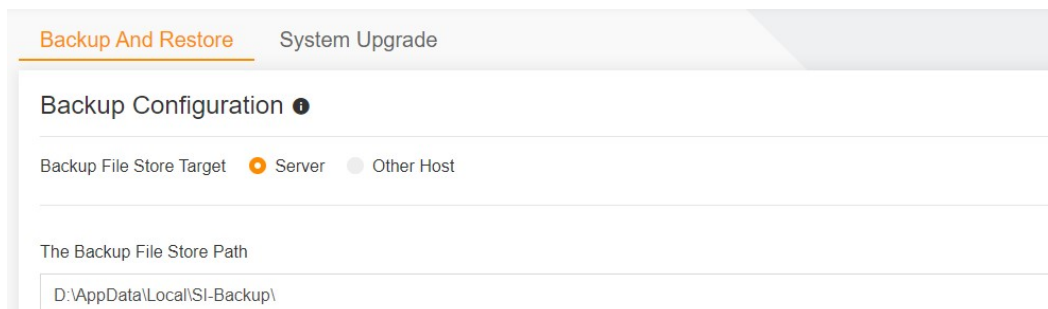 Backup And Restore System Upgrade
Backup Configuration
Backup File Store Target Server Other Host
The Backup File Store Path
D:\AppData\Local\SI-Backup\